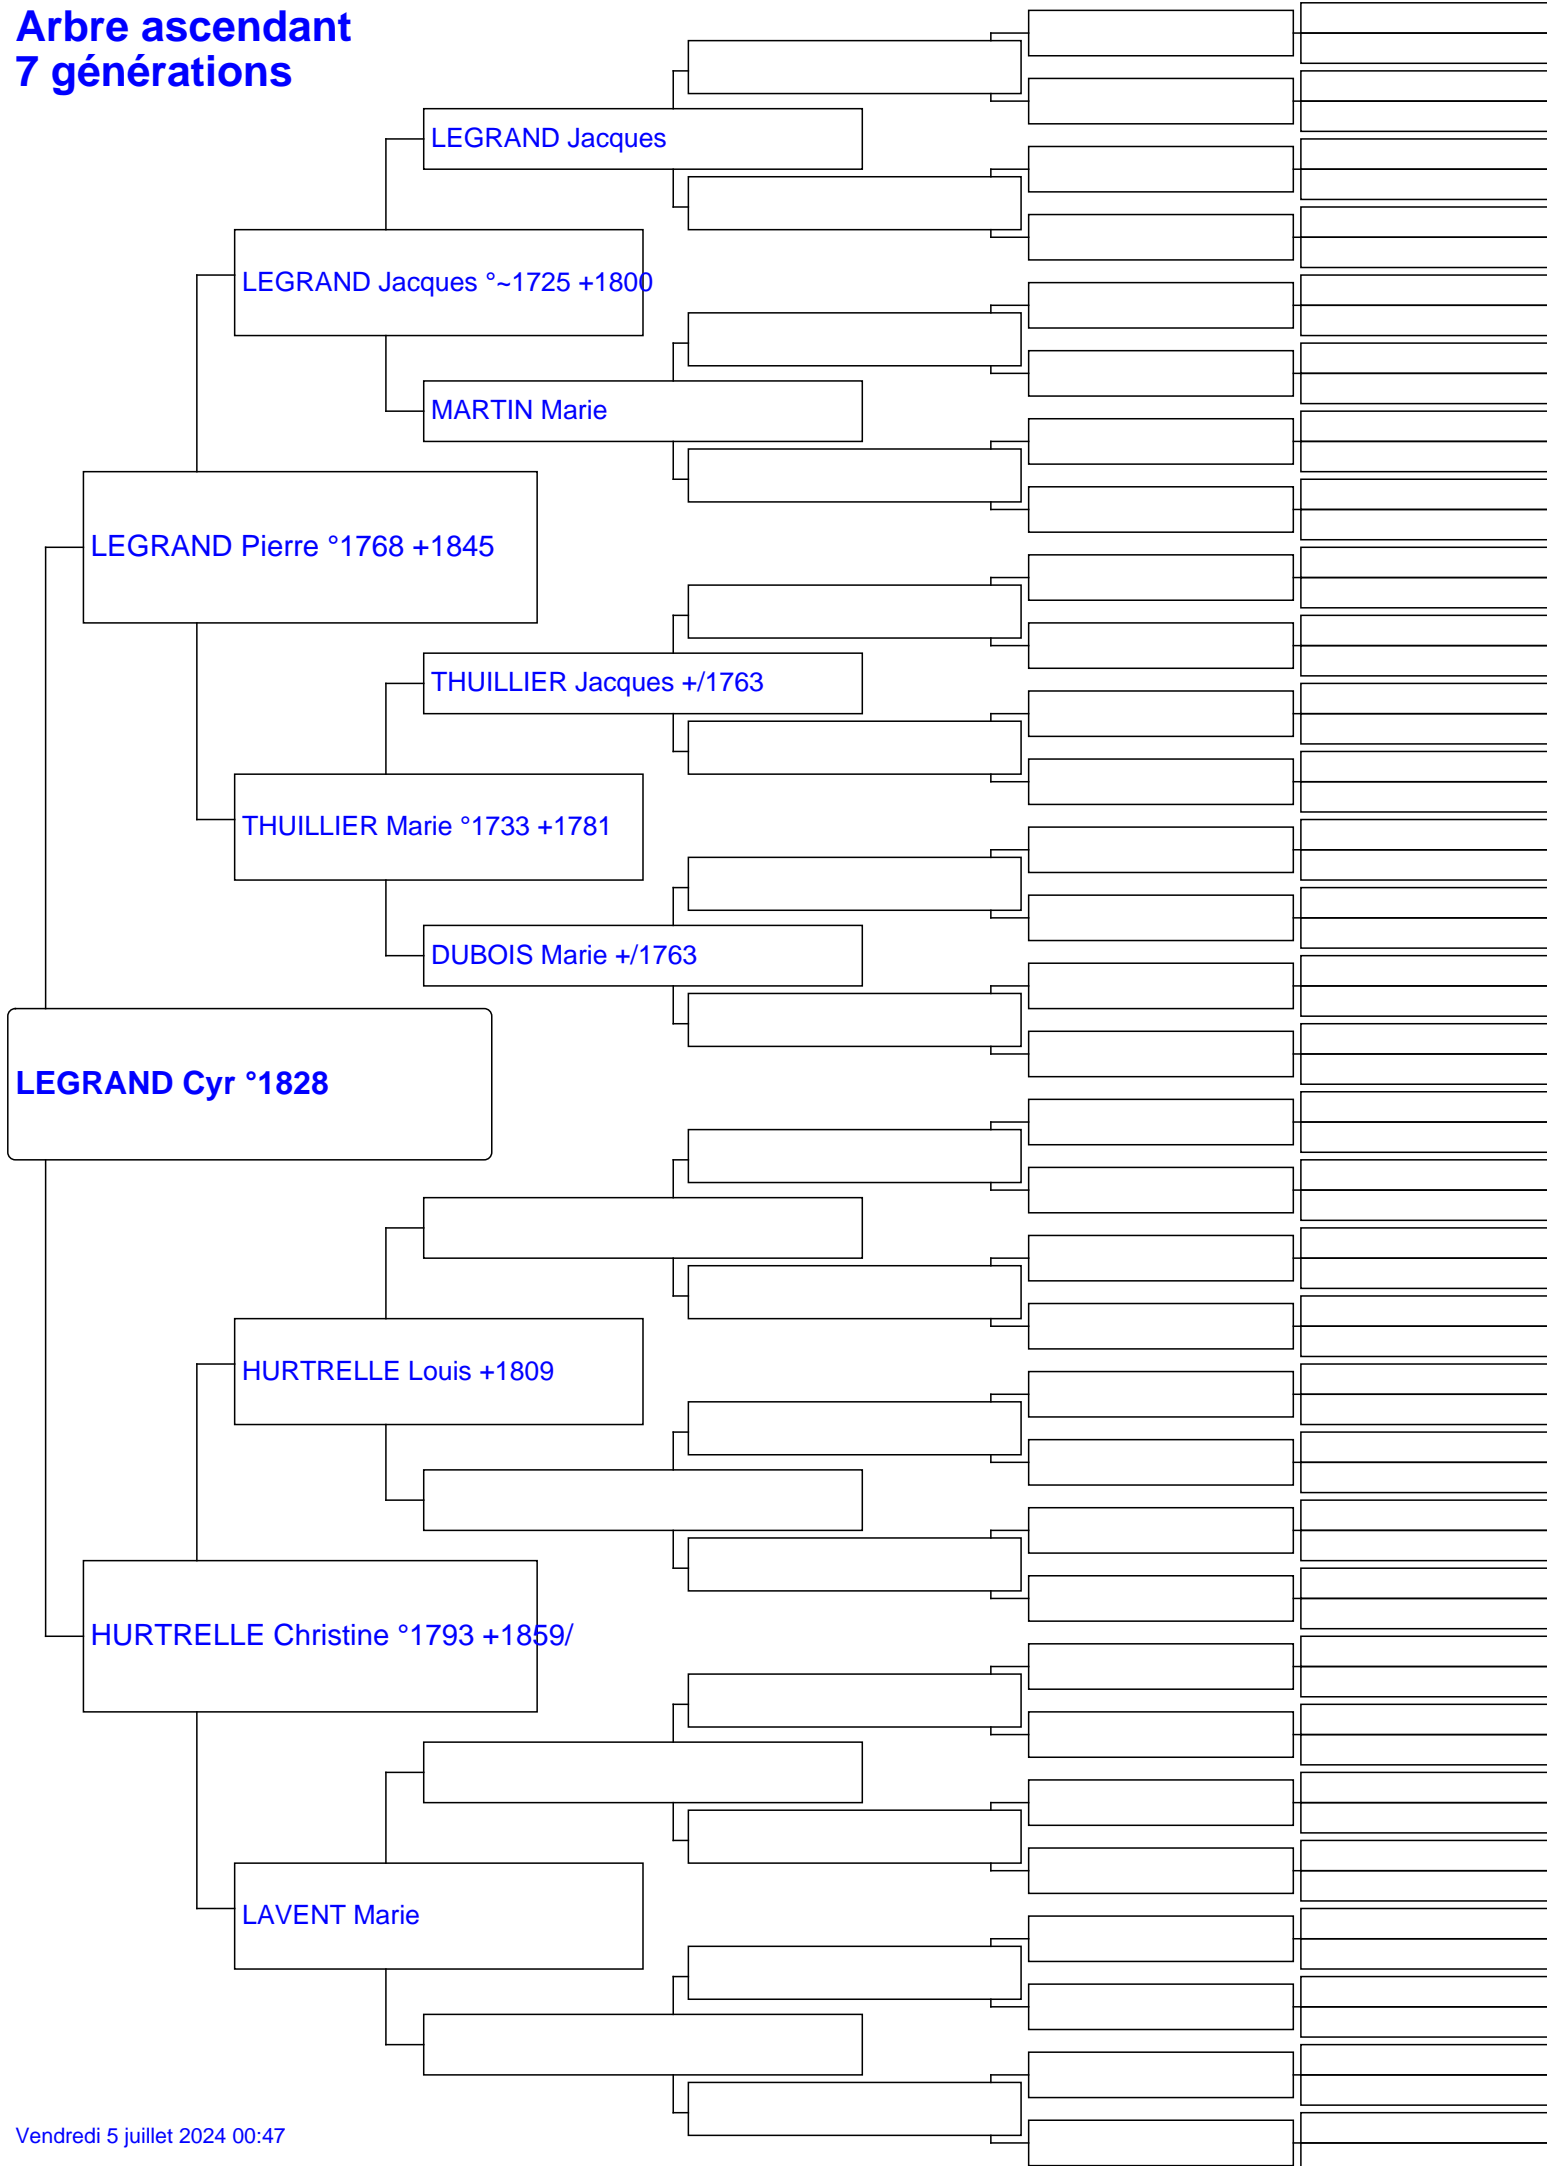 Arbre ascendant
7 générations
LEGRAND Jacques
LEGRAND Jacques °~1725 +1800
MARTIN Marie
LEGRAND Pierre °1768 +1845
THUILLIER Jacques +/1763
THUILLIER Marie °1733 +1781
DUBOIS Marie +/1763
LEGRAND Cyr °1828
HURTRELLE Louis +1809
HURTRELLE Christine °1793 +1859/
LAVENT Marie
Vendredi 5 juillet 2024 00:47